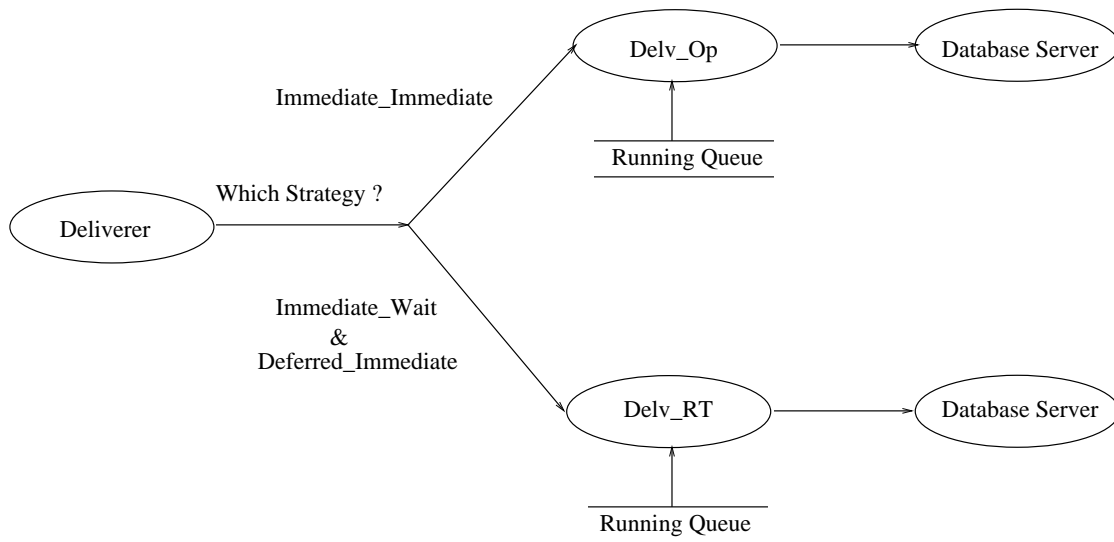 Delv_Op
Database Server
Immediate_Immediate
Running Queue
Which Strategy ?
Deliverer
Immediate_Wait
&
Deferred_Immediate
Delv_RT
Database Server
Running Queue